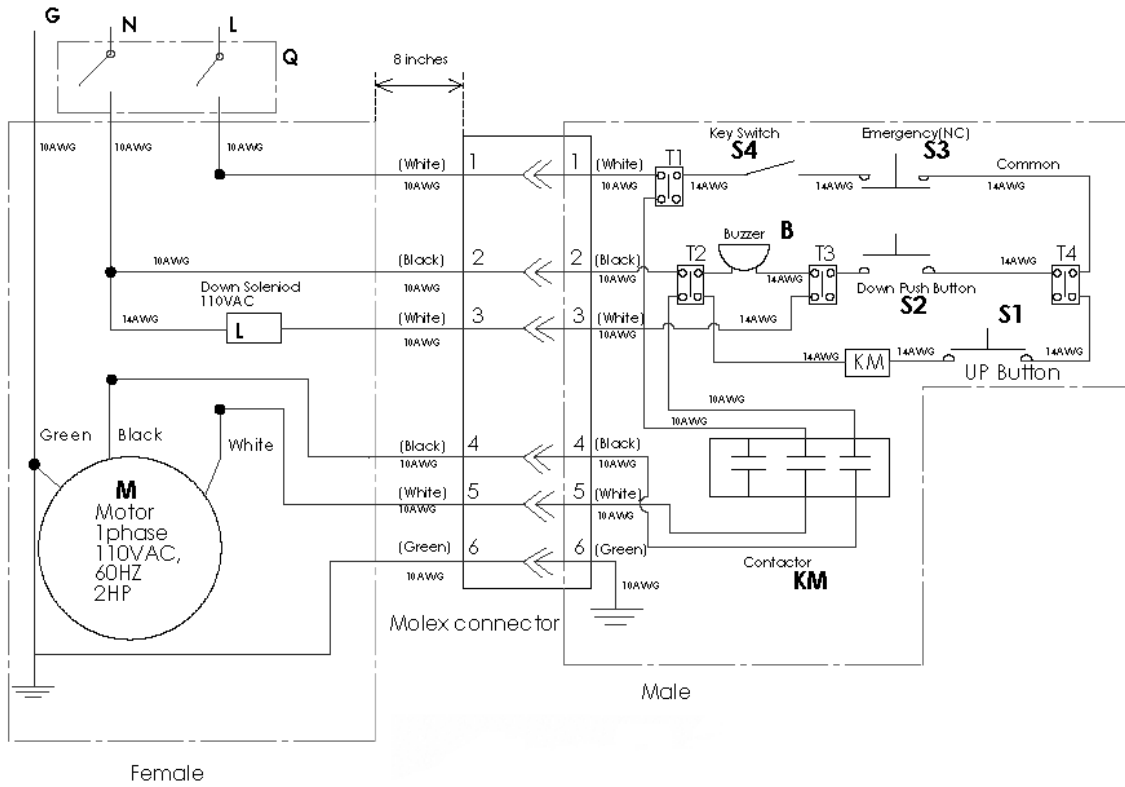 G N L
Q
8 inches
10AWG 10AWG 10AWG
Key Switch Emergency(NC)
S4 S3
(White) 1 1 (White) T1 Common
10AWG 10AWG 14AWG 14AWG 14AWG
Buzzer B
10AWG (Black) 2 2 (Black) T2 T3 14AWG T4
10AWG 10AWG
Down Soleniod
110VAC
Down Push Button
S2 S1
14AWG L (White) 3 3 (White) 14AWG
10AWG 10AWG
14AWG KM 14AWG 14AWG
UP Button
10AWG
10AWG
Green Black White
(Black) 4 4 (Black)
10AWG 10AWG
(White) 5 5 (White)
10AWG 10AWG
(Green) 6 6 (Green)
10AWG 10AWG
M
Motor
1phase
110VAC,
60HZ
2HP
Contactor
KM
Molex connector
Male
Female